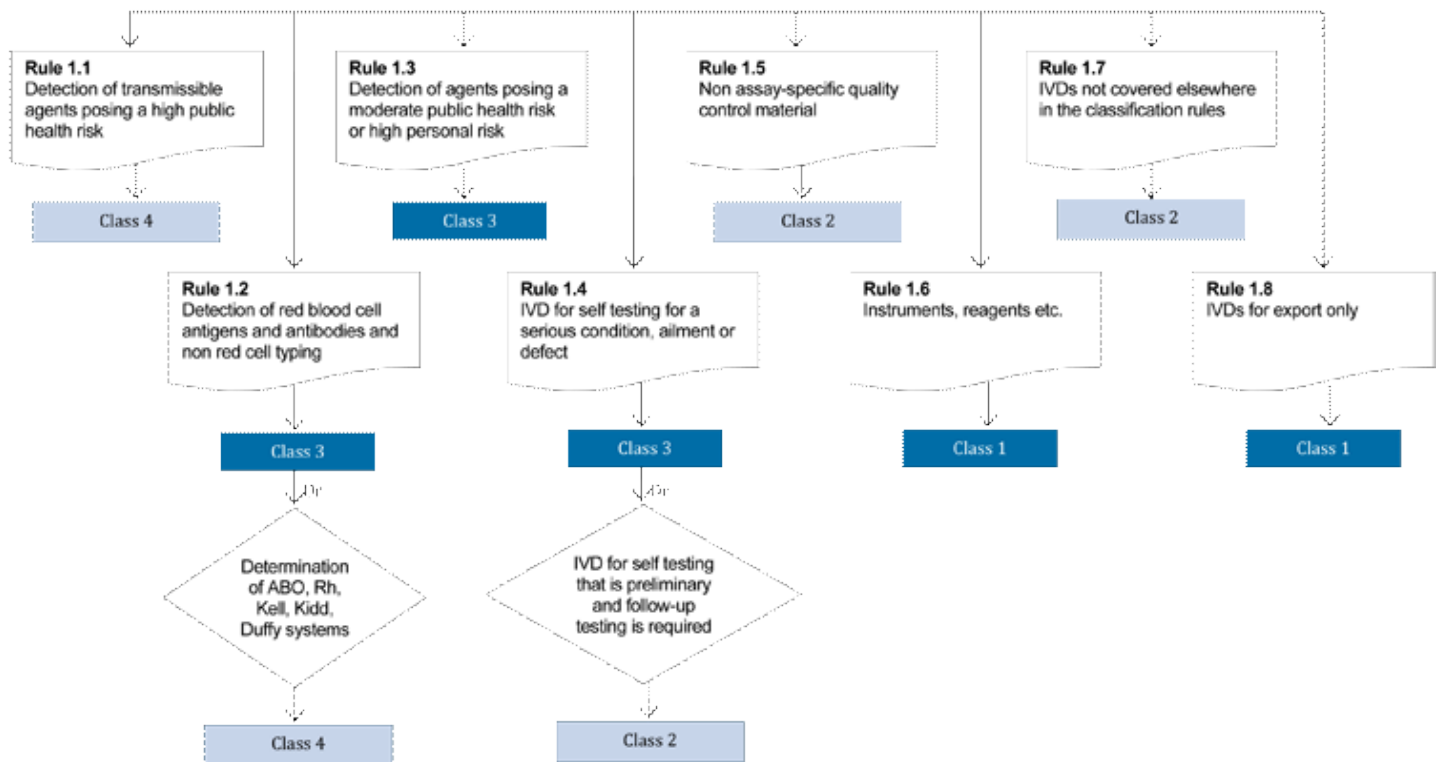 Rule 1.1
Detection of transmissible
agents posing a high public
health risk
Class 4
Rule 1.3
Detection of agents posing a
moderate public health risk
or high personal risk
Class 3
Rule 1.5
Non assay-specific quality
control material
Class 2
Rule 1.7
IVDs not covered elsewhere
in the classification rules
Class 2
Rule 1.2
Detection of red blood cell
antigens and antibodies and
non red cell typing
Class 3
Or
Determination
of ABO, Rh,
Kell, Kidd,
Duffy systems
Class 4
Rule 1.4
IVD for self testing for a
serious condition, ailment or
defect
Class 3
Or
IVD for self testing
that is preliminary
and follow-up
testing is required
Class 2
Rule 1.6
Instruments, reagents etc.
Class 1
Rule 1.8
IVDs for export only
Class 1